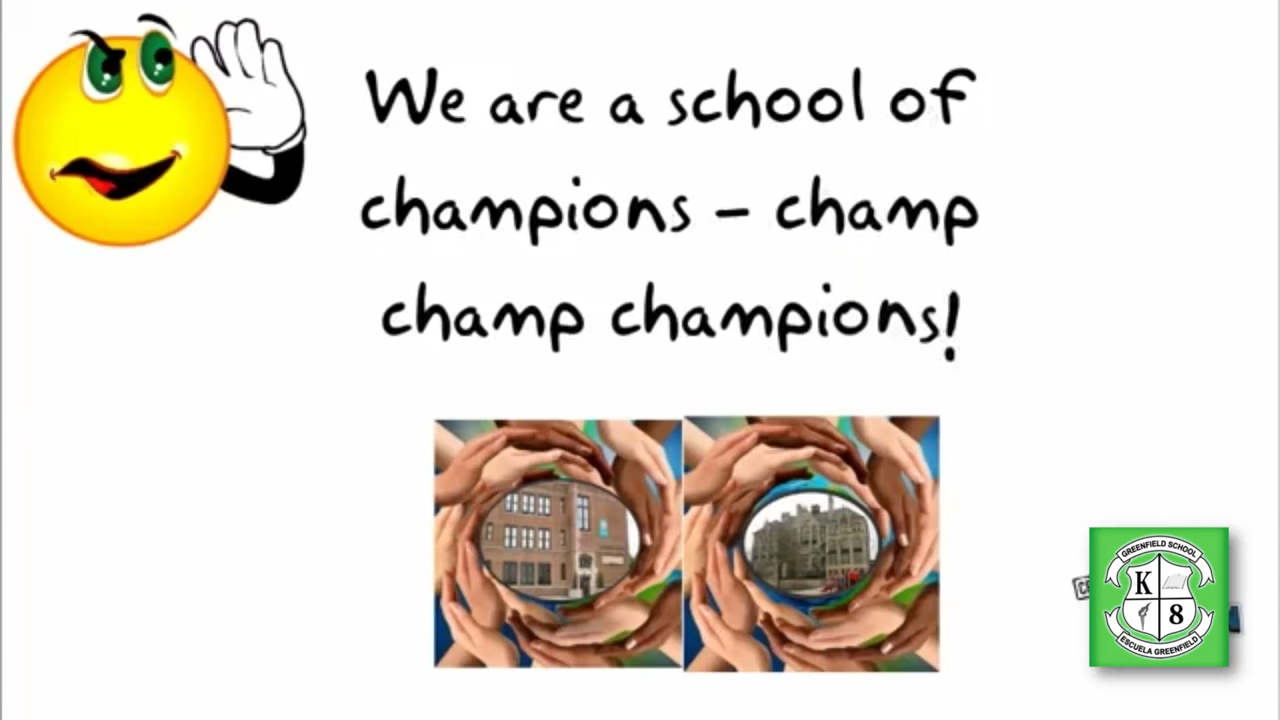 We are a school of
champions – champ
champ champions!
GREENFIELD SCHOOL
K
8
ESCUELA GREENFIELD